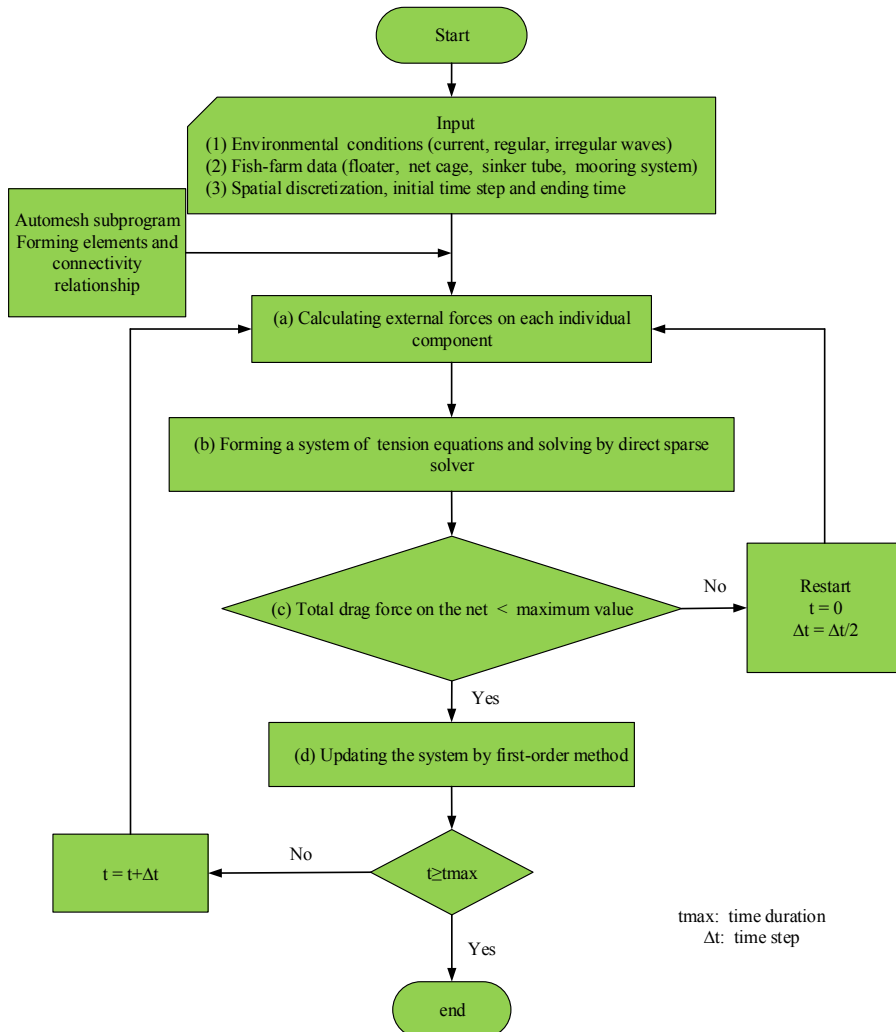 Start
Input
(1) Environmental conditions (current, regular, irregular waves)
(2) Fish-farm data (floater, net cage, sinker tube, mooring system)
(3) Spatial discretization, initial time step and ending time
Automesh subprogram
Forming elements and
connectivity
relationship
(a) Calculating external forces on each individual
component
(b) Forming a system of tension equations and solving by direct sparse
solver
(c) Total drag force on the net < maximum value
No
Restart
t = 0
Δt = Δt/2
Yes
(d) Updating the system by first-order method
t≥tmax
No
t = t+Δt
Yes
end
tmax: time duration
Δt: time step